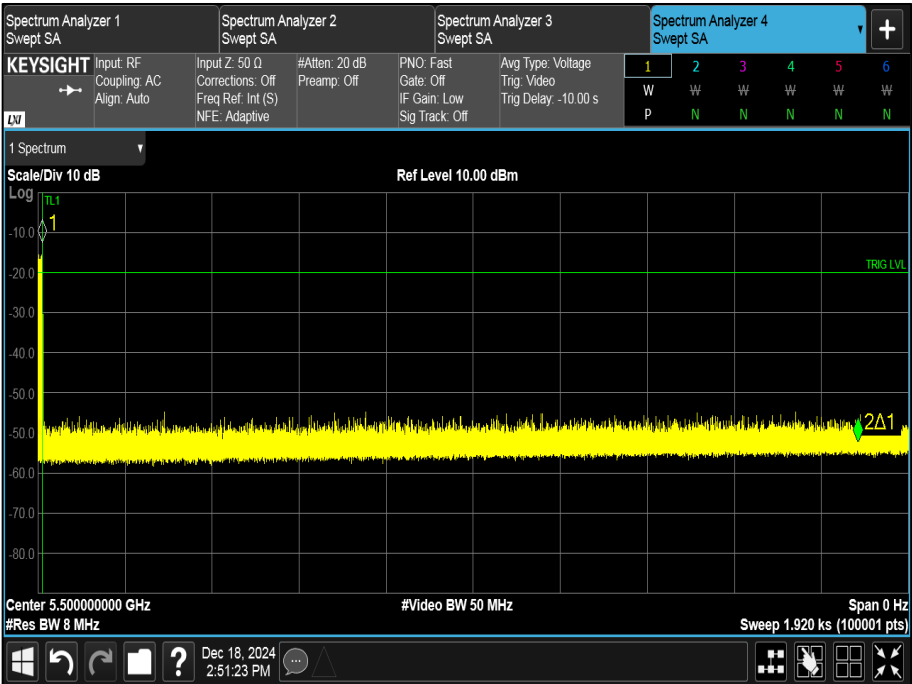 Spectrum Analyzer 1
Swept SA
Spectrum Analyzer 2
Swept SA
Spectrum Analyzer 3
Swept SA
Spectrum Analyzer 4
Swept SA
KEYSIGHT
LXI
Input: RF
Coupling: AC
Align: Auto
Input Z: 50 Ω
Corrections: Off
Freq Ref: Int (S)
NFE: Adaptive
#Atten: 20 dB
Preamp: Off
PNO: Fast
Gate: Off
IF Gain: Low
Sig Track: Off
Avg Type: Voltage
Trig: Video
Trig Delay: -10.00 s
1 2 3 4 5 6
W W W W W W
P N N N N N
1 Spectrum
Scale/Div 10 dB
Ref Level 10.00 dBm
Log
TL1
1
-10.0
TRIG LVL
-20.0
-30.0
-40.0
-50.0
2Δ1
-60.0
-70.0
-80.0
Center 5.500000000 GHz
#Video BW 50 MHz
Span 0 Hz
#Res BW 8 MHz
Sweep 1.920 ks (100001 pts)
?
Dec 18, 2024
2:51:23 PM